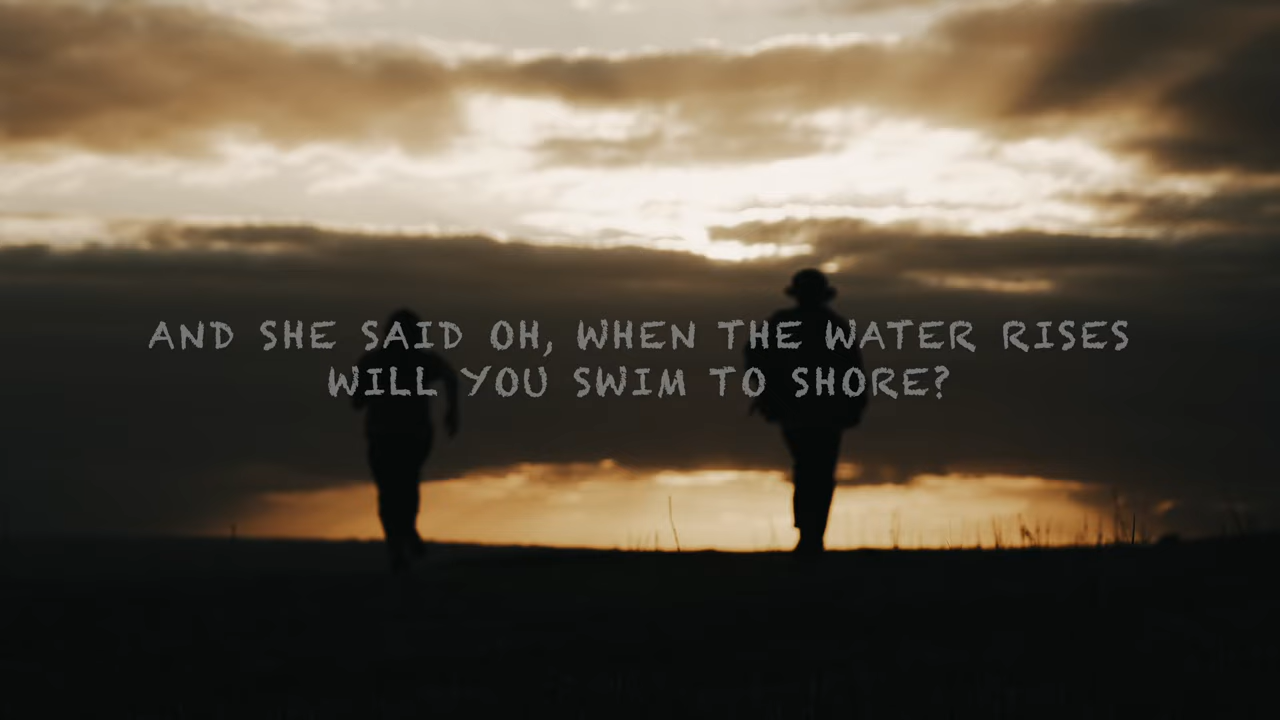 AND SHE SAID OH, WHEN THE WATER RISES
WILL YOU SWIM TO SHORE?